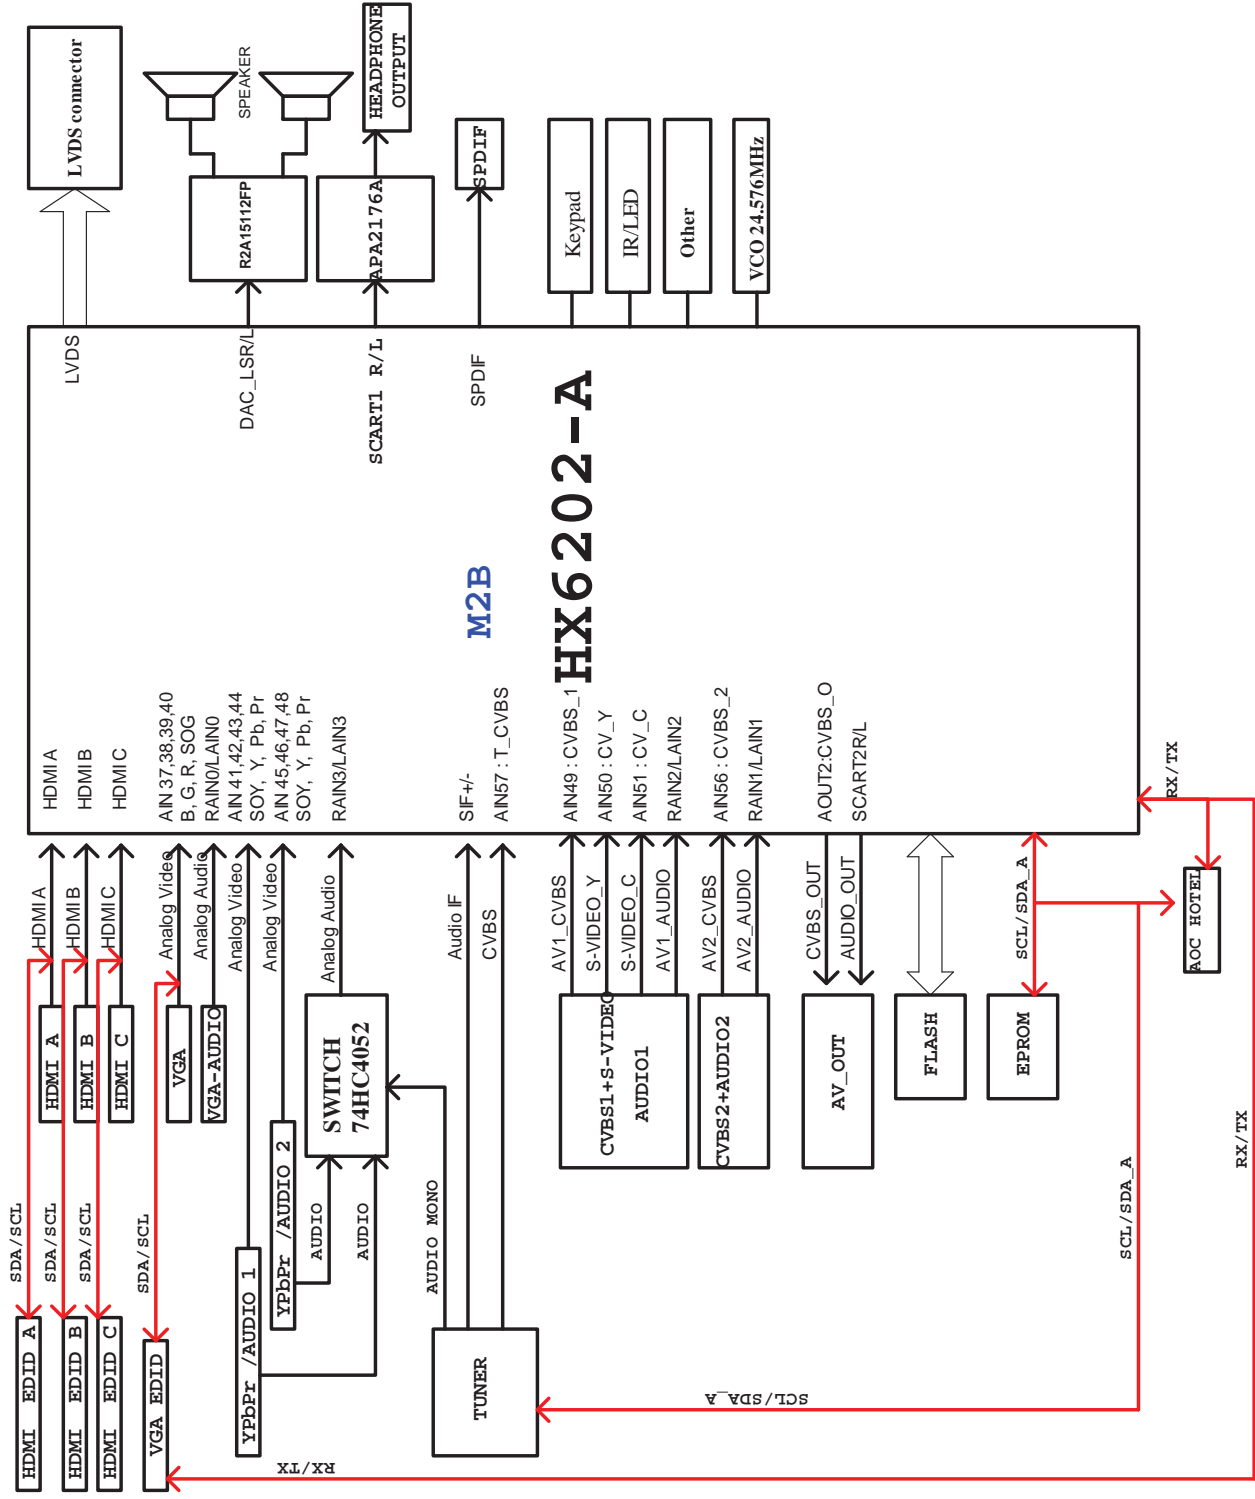 LVDS connector
SPEAKER
HEADPHONE
OUTPUT
R2A15112FP
APA2176A
SPDIF
Keypad
IR/LED
Other
VCO 24.576MHz
LVDS
DAC_LSR/L
SCART1 R/L
SPDIF
M2B
HX6202-A
HDMI A
HDMI B
HDMI C
AIN 37,38,39,40
B, G, R, SOG
RAIN0/LAIN0
AIN 41,42,43,44
SOY, Y, Pb, Pr
AIN 45,46,47,48
SOY, Y, Pb, Pr
RAIN3/LAIN3
SIF+/-
AIN57 : T_CVBS
AIN49 : CVBS_1
AIN50 : CV_Y
AIN51 : CV_C
RAIN2/LAIN2
AIN56 : CVBS_2
RAIN1/LAIN1
AOUT2:CVBS_O
SCART2R/L
RX/TX
HDMI A
HDMI B
HDMI C
Analog Video
Analog Audio
Analog Video
Analog Video
Analog Audio
Audio IF
CVBS
AV1_CVBS
S-VIDEO_Y
S-VIDEO_C
AV1_AUDIO
AV2_CVBS
AV2_AUDIO
CVBS_OUT
AUDIO_OUT
SCL/SDA_A
AOC HOTEL
HDMI A
HDMI B
HDMI C
VGA
VGA-AUDIO
SWITCH
74HC4052
CVBS1+S-VIDEO
AUDIO1
CVBS2+AUDIO2
AV_OUT
FLASH
EPROM
SDA/SCL
SDA/SCL
SDA/SCL
SDA/SCL
YPbPr /AUDIO 1
YPbPr /AUDIO 2
AUDIO
AUDIO
AUDIO MONO
SCL/SDA_A
RX/TX
HDMI EDID A
HDMI EDID B
HDMI EDID C
VGA EDID
TUNER
SCL/SDA_A
RX/TX